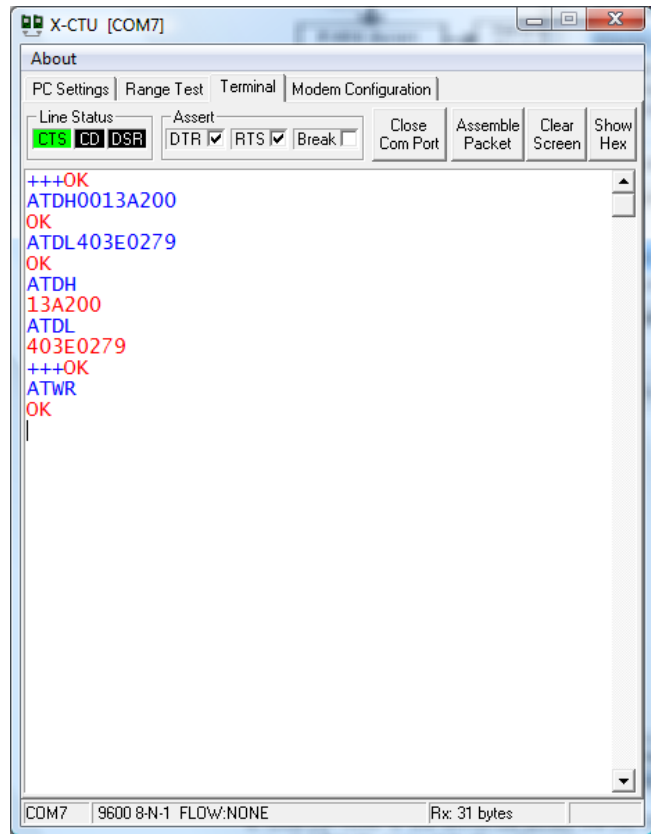 X-CTU [COM7]
About
PC Settings Range Test Terminal Modem Configuration
Line Status Assert
CTS CD DSR DTR RTS Break
Close Com Port
Assemble Packet
Clear Screen
Show Hex
+++OK
ATDH0013A200
OK
ATDL403E0279
OK
ATDH
13A200
ATDL
403E0279
+++OK
ATWR
OK
COM7 9600 8-N-1 FLOW:NONE Rx: 31 bytes